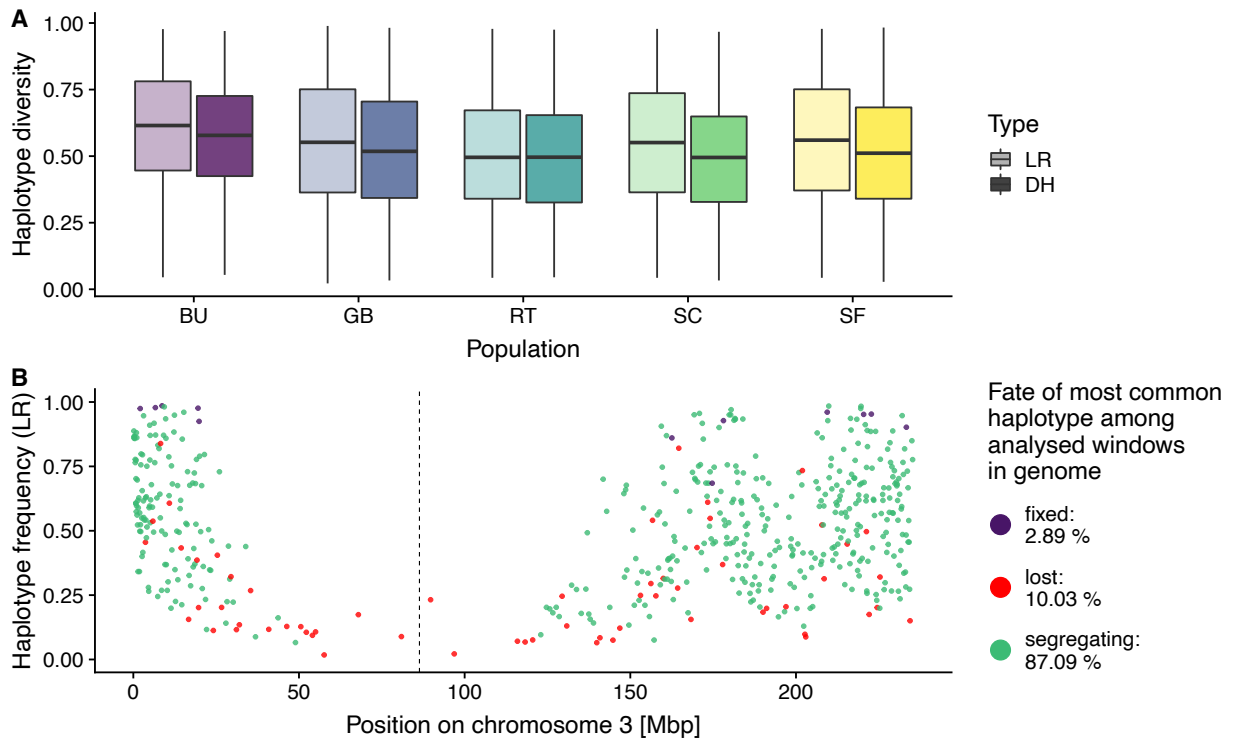 A
Haplotype diversity
1.00
0.75
0.50
0.25
0.00
BU
GB
RT
SC
SF
Population
Type
LR
DH
B
Haplotype frequency (LR)
1.00
0.75
0.50
0.25
0.00
0
50
100
150
200
Position on chromosome 3 [Mbp]
Fate of most common
haplotype among
analysed windows
in genome
fixed:
2.89 %
lost:
10.03 %
segregating:
87.09 %